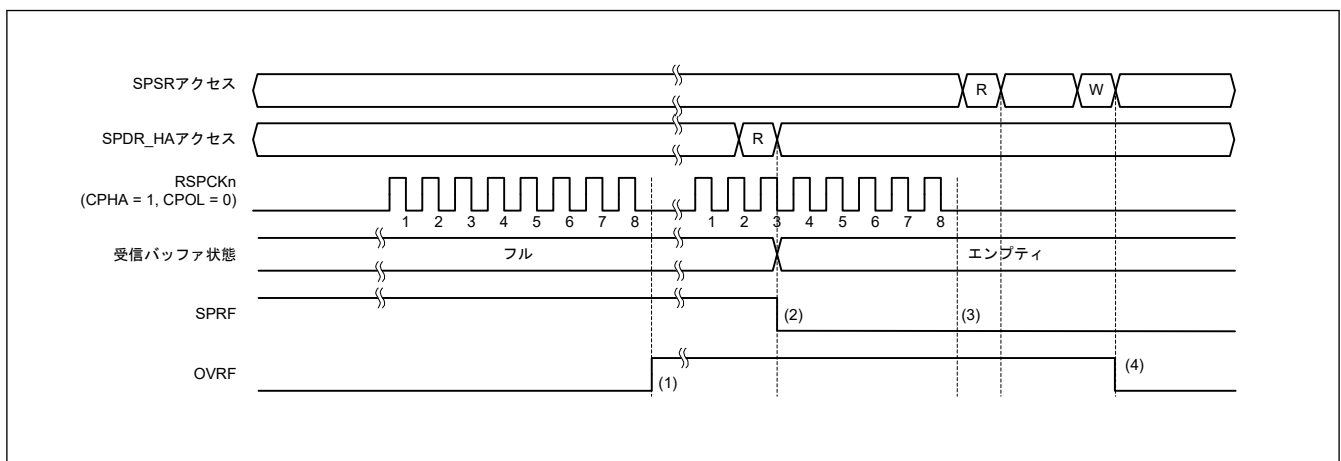 SPSRアクセス
R
W
SPDR_HAアクセス
R
RSPCKn
(CPHA = 1, CPOL = 0)
1 2 3 4 5 6 7 8 1 2 3 4 5 6 7 8
受信バッファ状態
フル
エンプティ
SPRF
(2)
(3)
OVRF
(1)
(4)